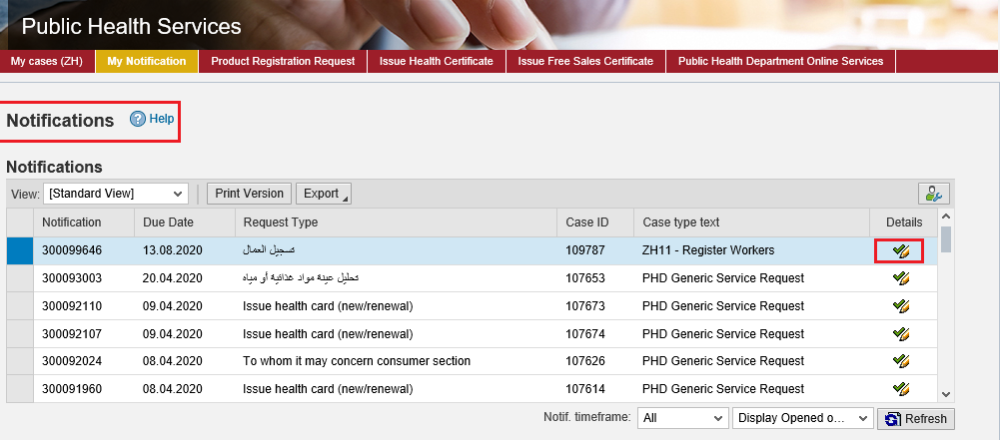 Public Health Services
My cases (ZH) My Notification Product Registration Request Issue Health Certificate Issue Free Sales Certificate Public Health Department Online Services
Notifications ? Help
Notifications
View: [Standard View] Print Version Export
Notification Due Date Request Type Case ID Case type text Details
300099646 13.08.2020 تسجيل العمال 109787 ZH11 - Register Workers
300093003 20.04.2020 تحليل عينة مواد غذائية أو مياه 107653 PHD Generic Service Request
300092110 09.04.2020 Issue health card (new/renewal) 107673 PHD Generic Service Request
300092107 09.04.2020 Issue health card (new/renewal) 107674 PHD Generic Service Request
300092024 08.04.2020 To whom it may concern consumer section 107626 PHD Generic Service Request
300091960 08.04.2020 Issue health card (new/renewal) 107614 PHD Generic Service Request
Notif. timeframe: All Display Opened o... Refresh